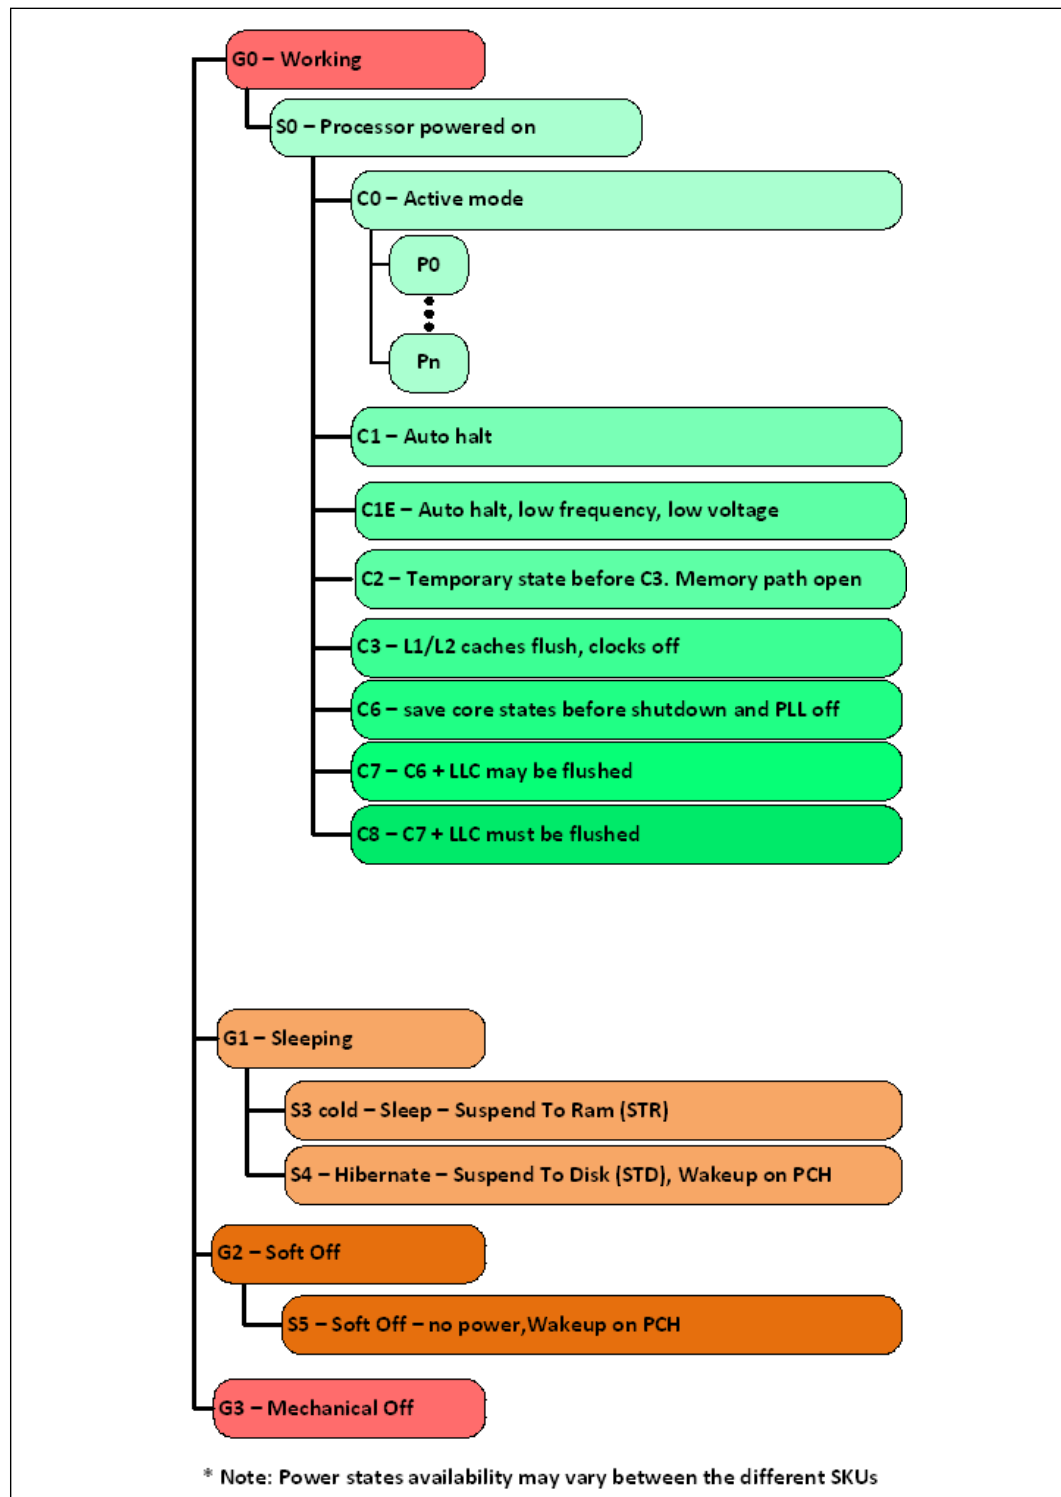 G0 – Working
S0 – Processor powered on
C0 – Active mode
P0
Pn
C1 – Auto halt
C1E – Auto halt, low frequency, low voltage
C2 – Temporary state before C3. Memory path open
C3 – L1/L2 caches flush, clocks off
C6 – save core states before shutdown and PLL off
C7 – C6 + LLC may be flushed
C8 – C7 + LLC must be flushed
G1 – Sleeping
S3 cold – Sleep – Suspend To Ram (STR)
S4 – Hibernate – Suspend To Disk (STD), Wakeup on PCH
G2 – Soft Off
S5 – Soft Off – no power,Wakeup on PCH
G3 – Mechanical Off
* Note: Power states availability may vary between the different SKUs